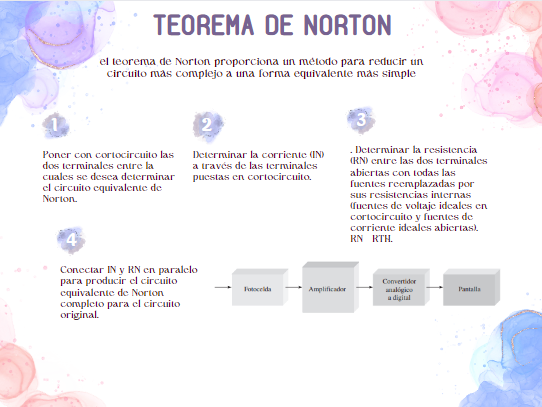 TEOREMA DE NORTON
el teorema de Norton proporciona un método para reducir un
circuito más complejo a una forma equivalente más simple
1
Poner con cortocircuito las
dos terminales entre la
cuales se desea determinar
el circuito equivalente de
Norton.
2
Determinar la corriente (IN)
a través de las terminales
puestas en cortocircuito.
3
. Determinar la resistencia
(RN) entre las dos terminales
abiertas con todas las
fuentes reemplazadas por
sus resistencias internas
(fuentes de voltaje ideales en
cortocircuito y fuentes de
corriente ideales abiertas).
RN RTH.
4
Conectar IN y RN en paralelo
para producir el circuito
equivalente de Norton
completo para el circuito
original.
Fotocelda
Amplificador
Convertidor
analógico
a digital
Pantalla